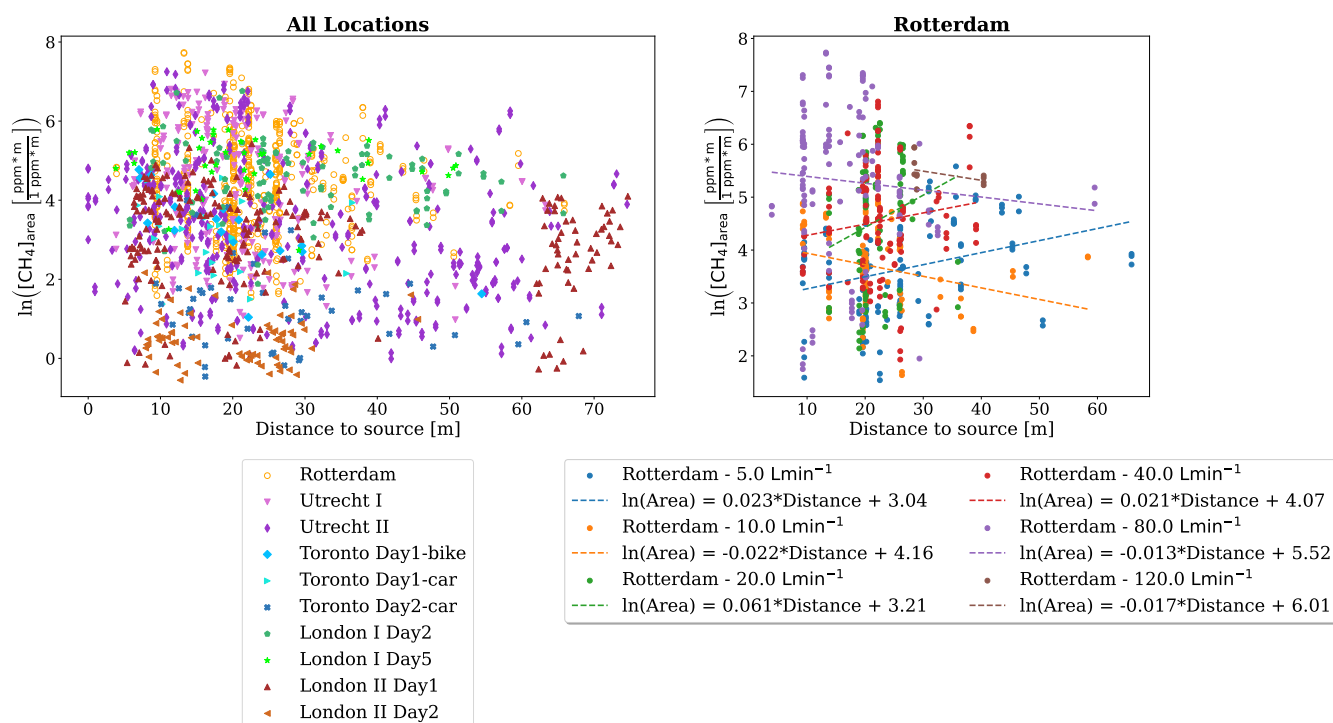 All Locations
8
6
4
2
0
ln([CH₄]area [ppm*m / 1 ppm*m])
0 10 20 30 40 50 60 70
Distance to source [m]
Rotterdam
8
7
6
5
4
3
2
ln([CH₄]area [ppm*m / 1 ppm*m])
10 20 30 40 50 60
Distance to source [m]
Rotterdam
Utrecht I
Utrecht II
Toronto Day1-bike
Toronto Day1-car
Toronto Day2-car
London I Day2
London I Day5
London II Day1
London II Day2
Rotterdam - 5.0 Lmin⁻¹
ln(Area) = 0.023*Distance + 3.04
Rotterdam - 10.0 Lmin⁻¹
ln(Area) = -0.022*Distance + 4.16
Rotterdam - 20.0 Lmin⁻¹
ln(Area) = 0.061*Distance + 3.21
Rotterdam - 40.0 Lmin⁻¹
ln(Area) = 0.021*Distance + 4.07
Rotterdam - 80.0 Lmin⁻¹
ln(Area) = -0.013*Distance + 5.52
Rotterdam - 120.0 Lmin⁻¹
ln(Area) = -0.017*Distance + 6.01